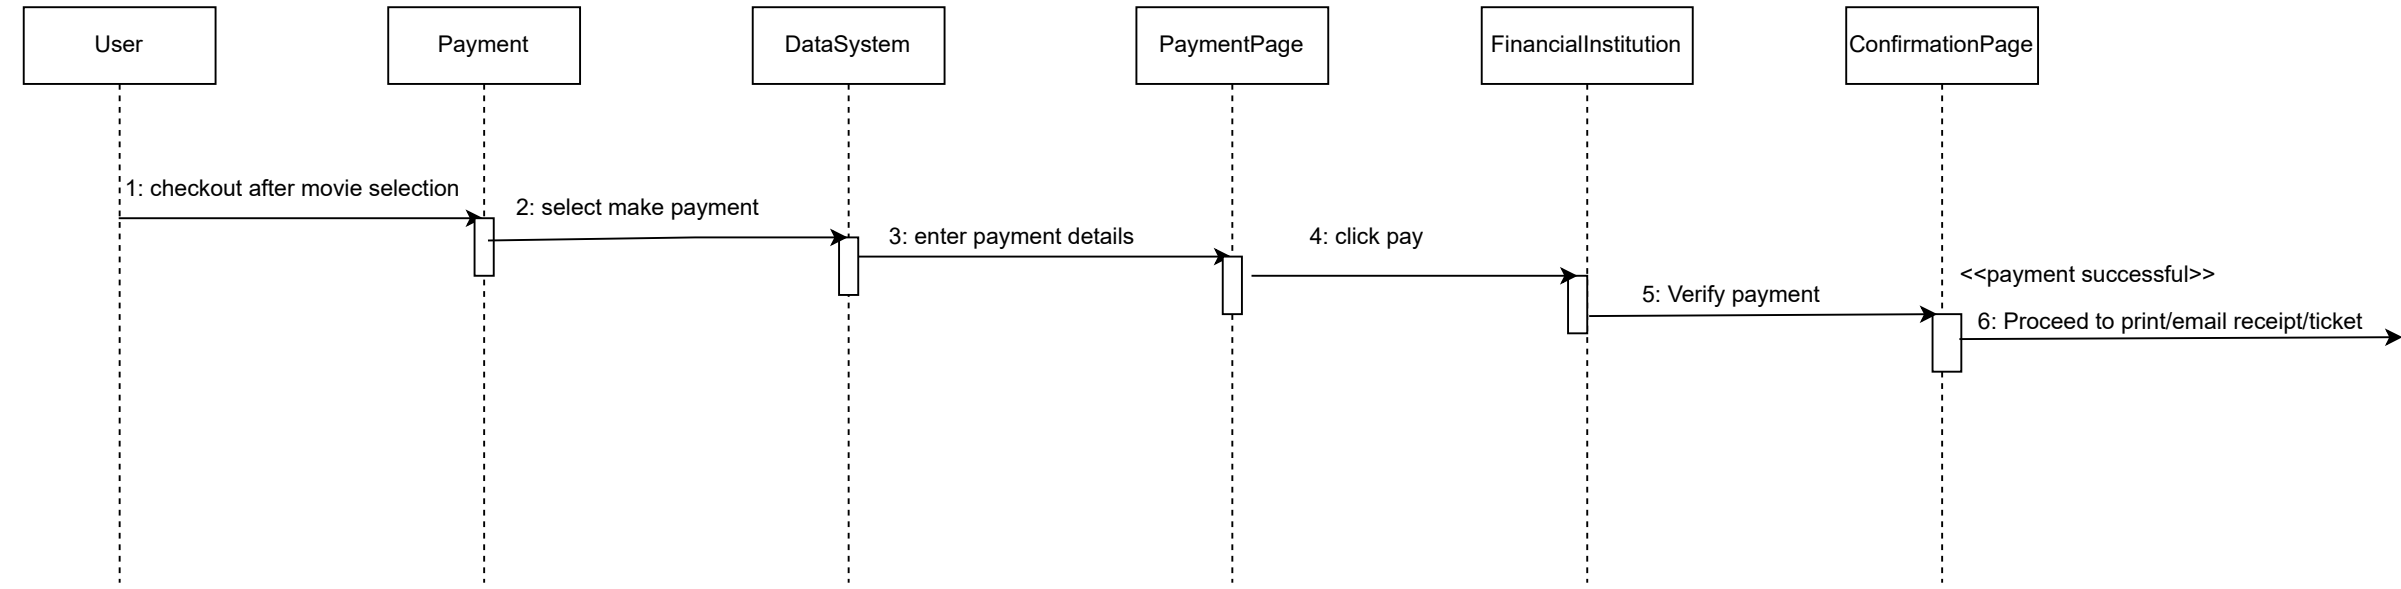 User
Payment
DataSystem
PaymentPage
FinancialInstitution
ConfirmationPage
1: checkout after movie selection
2: select make payment
3: enter payment details
4: click pay
<<payment successful>>
5: Verify payment
6: Proceed to print/email receipt/ticket